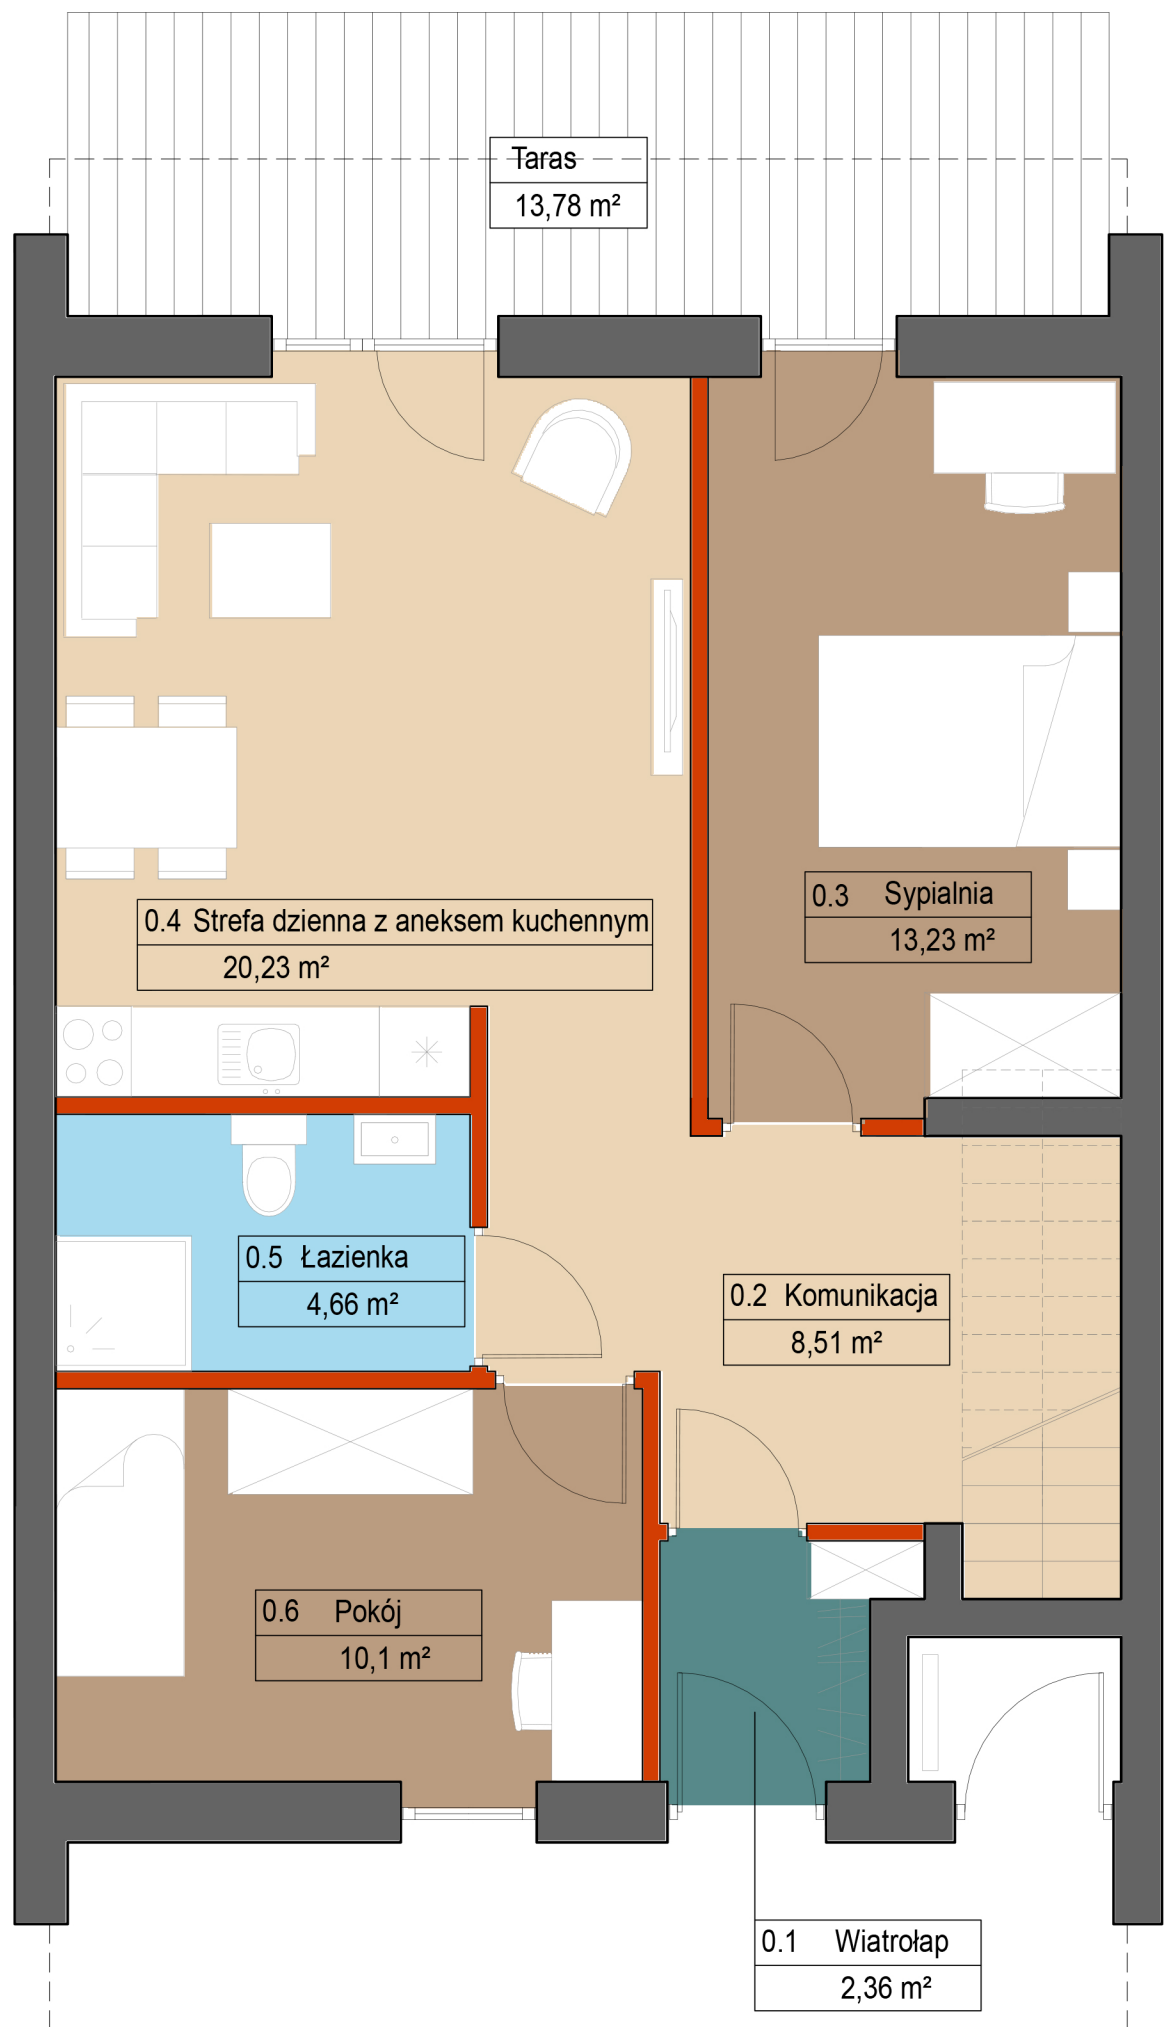 Taras
13,78 m²
0.3 Sypialnia
13,23 m²
0.4 Strefa dzienna z aneksem kuchennym
20,23 m²
0.5 Łazienka
4,66 m²
0.2 Komunikacja
8,51 m²
0.6 Pokój
10,1 m²
0.1 Wiatrołap
2,36 m²